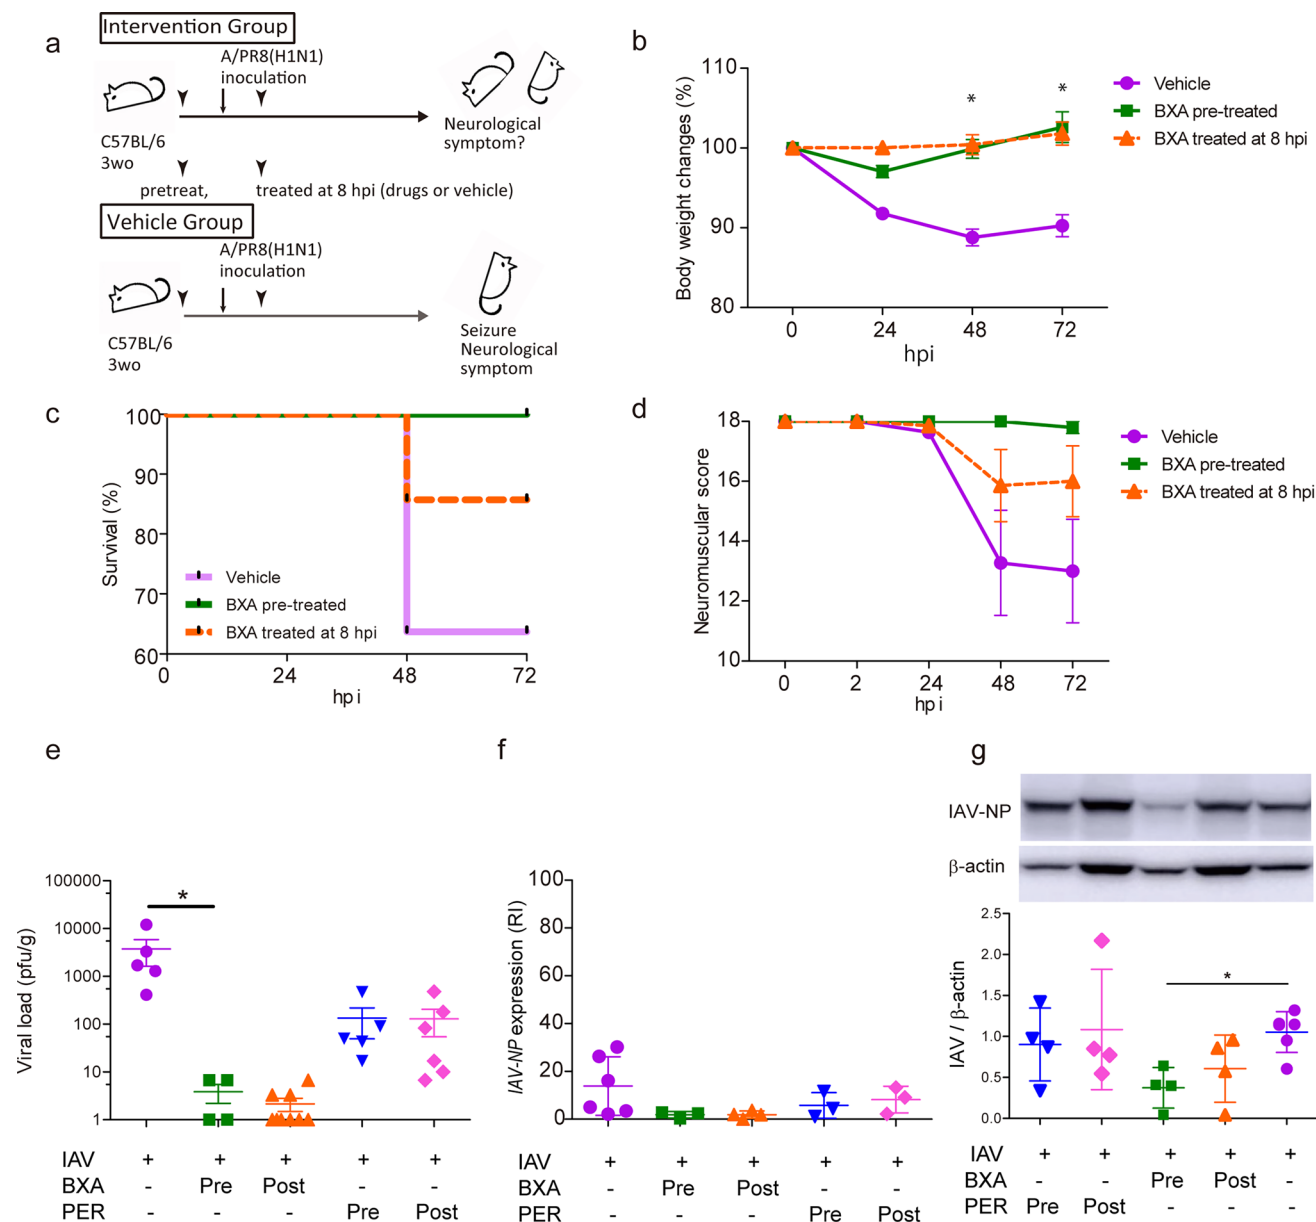 a
Intervention Group
A/PR8(H1N1)
inoculation
C57BL/6
3wo
Neurological
symptom?
pretreat,
treated at 8 hpi (drugs or vehicle)
Vehicle Group
A/PR8(H1N1)
inoculation
C57BL/6
3wo
Seizure
Neurological
symptom
b
Body weight changes (%)
110
100
90
80
0 24 48 72
hpi
* *
Vehicle
BXA pre-treated
BXA treated at 8 hpi
c
Survival (%)
100
90
80
70
60
0 24 48 72
hpi
Vehicle
BXA pre-treated
BXA treated at 8 hpi
d
Neuromuscular score
18
16
14
12
10
0 2 24 48 72
hpi
Vehicle
BXA pre-treated
BXA treated at 8 hpi
e
Viral load (pfu/g)
100000
10000
1000
100
10
1
*
IAV + + + + +
BXA - Pre Post - -
PER - - - Pre Post
f
IAV-NP expression (RI)
100
80
60
40
20
0
IAV + + + + +
BXA - Pre Post - -
PER - - - Pre Post
g
IAV-NP
β-actin
IAV / β-actin
2.5
2.0
1.5
1.0
0.5
0.0
*
IAV + + + + +
BXA - - Pre Post -
PER Pre Post - - -